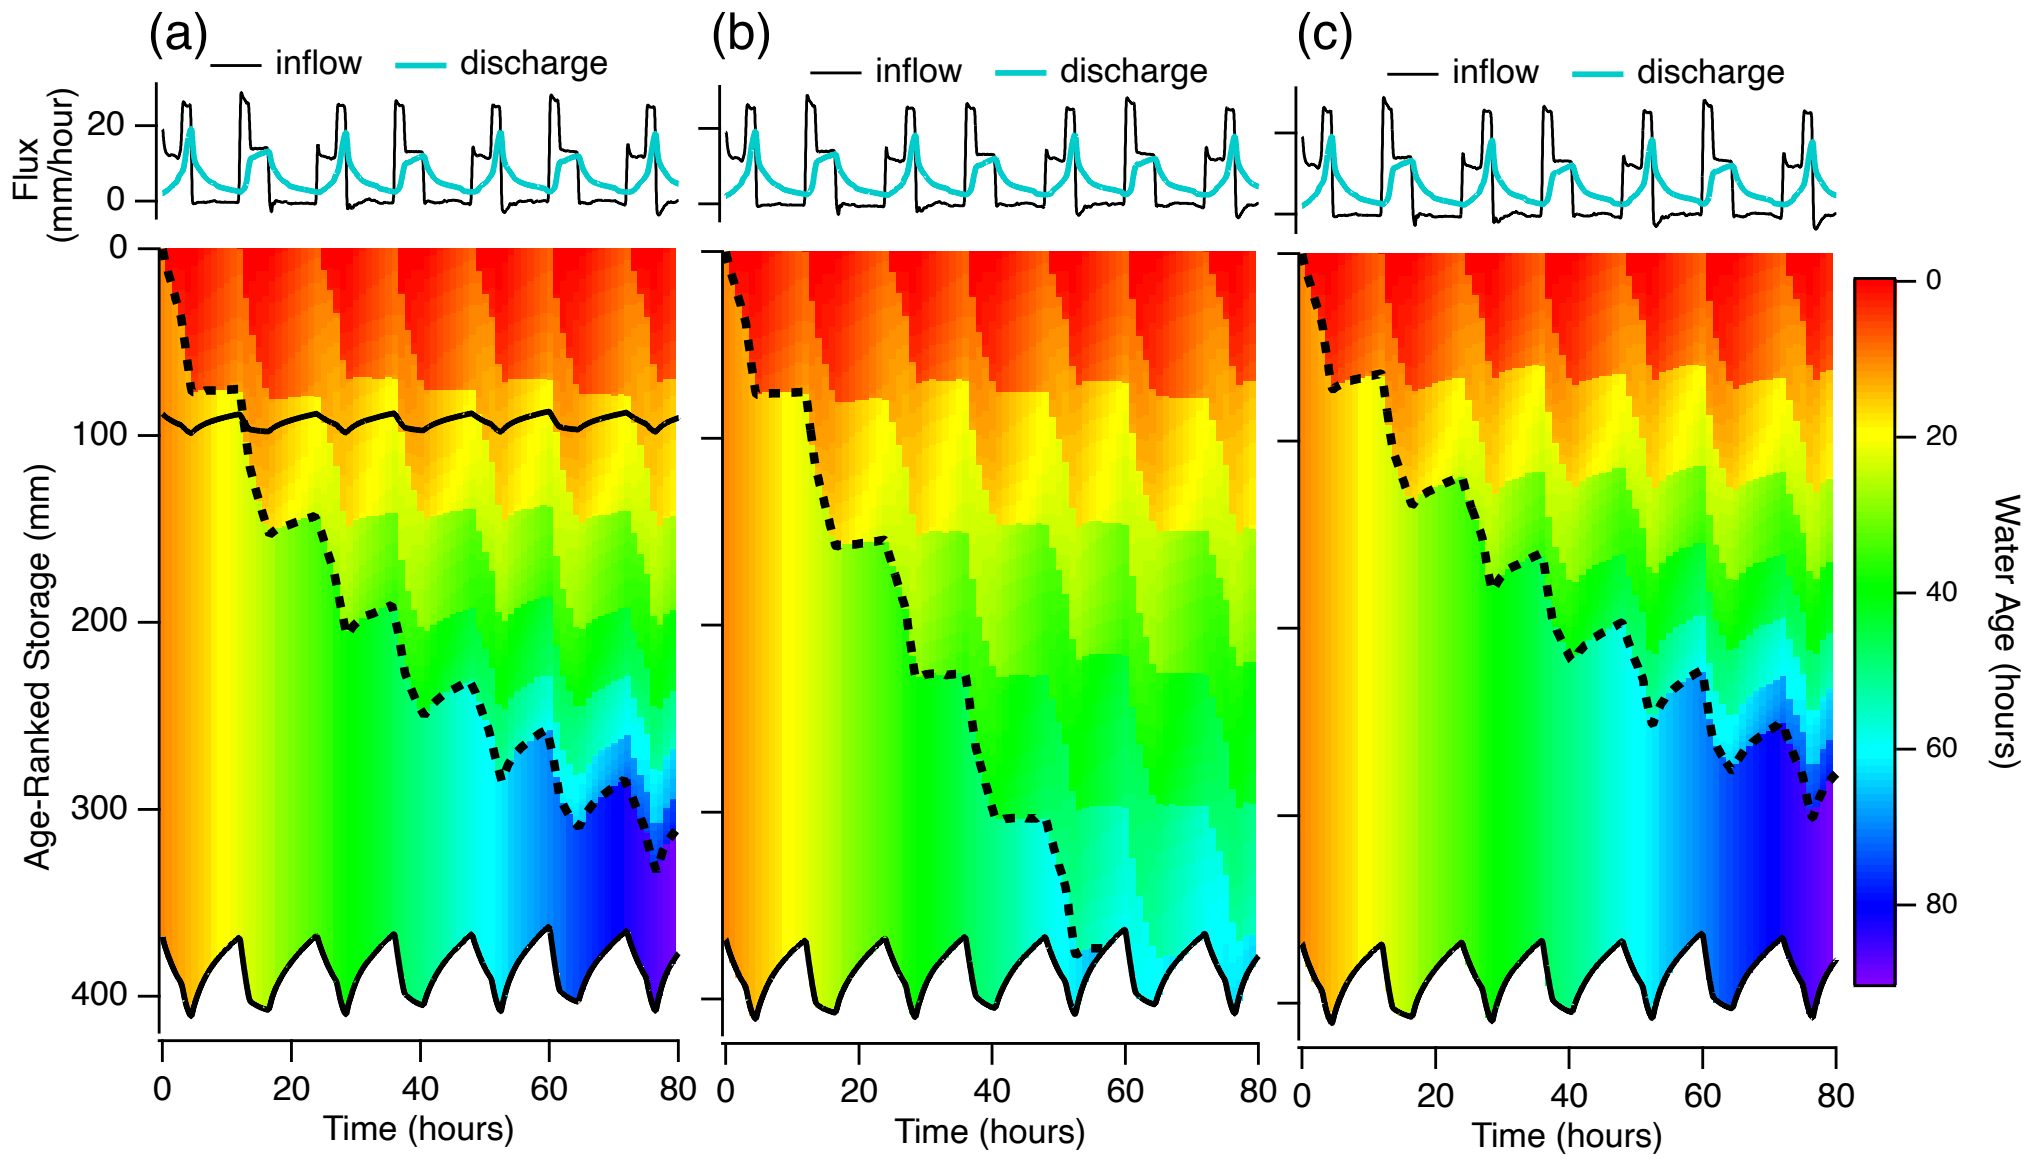 (a)
(b)
(c)
inflow discharge
inflow discharge
inflow discharge
Flux
(mm/hour)
20
0
0
100
200
300
400
Age-Ranked Storage (mm)
0 20 40 60 80
Time (hours)
0 20 40 60 80
Time (hours)
0 20 40 60 80
Time (hours)
0
20
40
60
80
Water Age (hours)